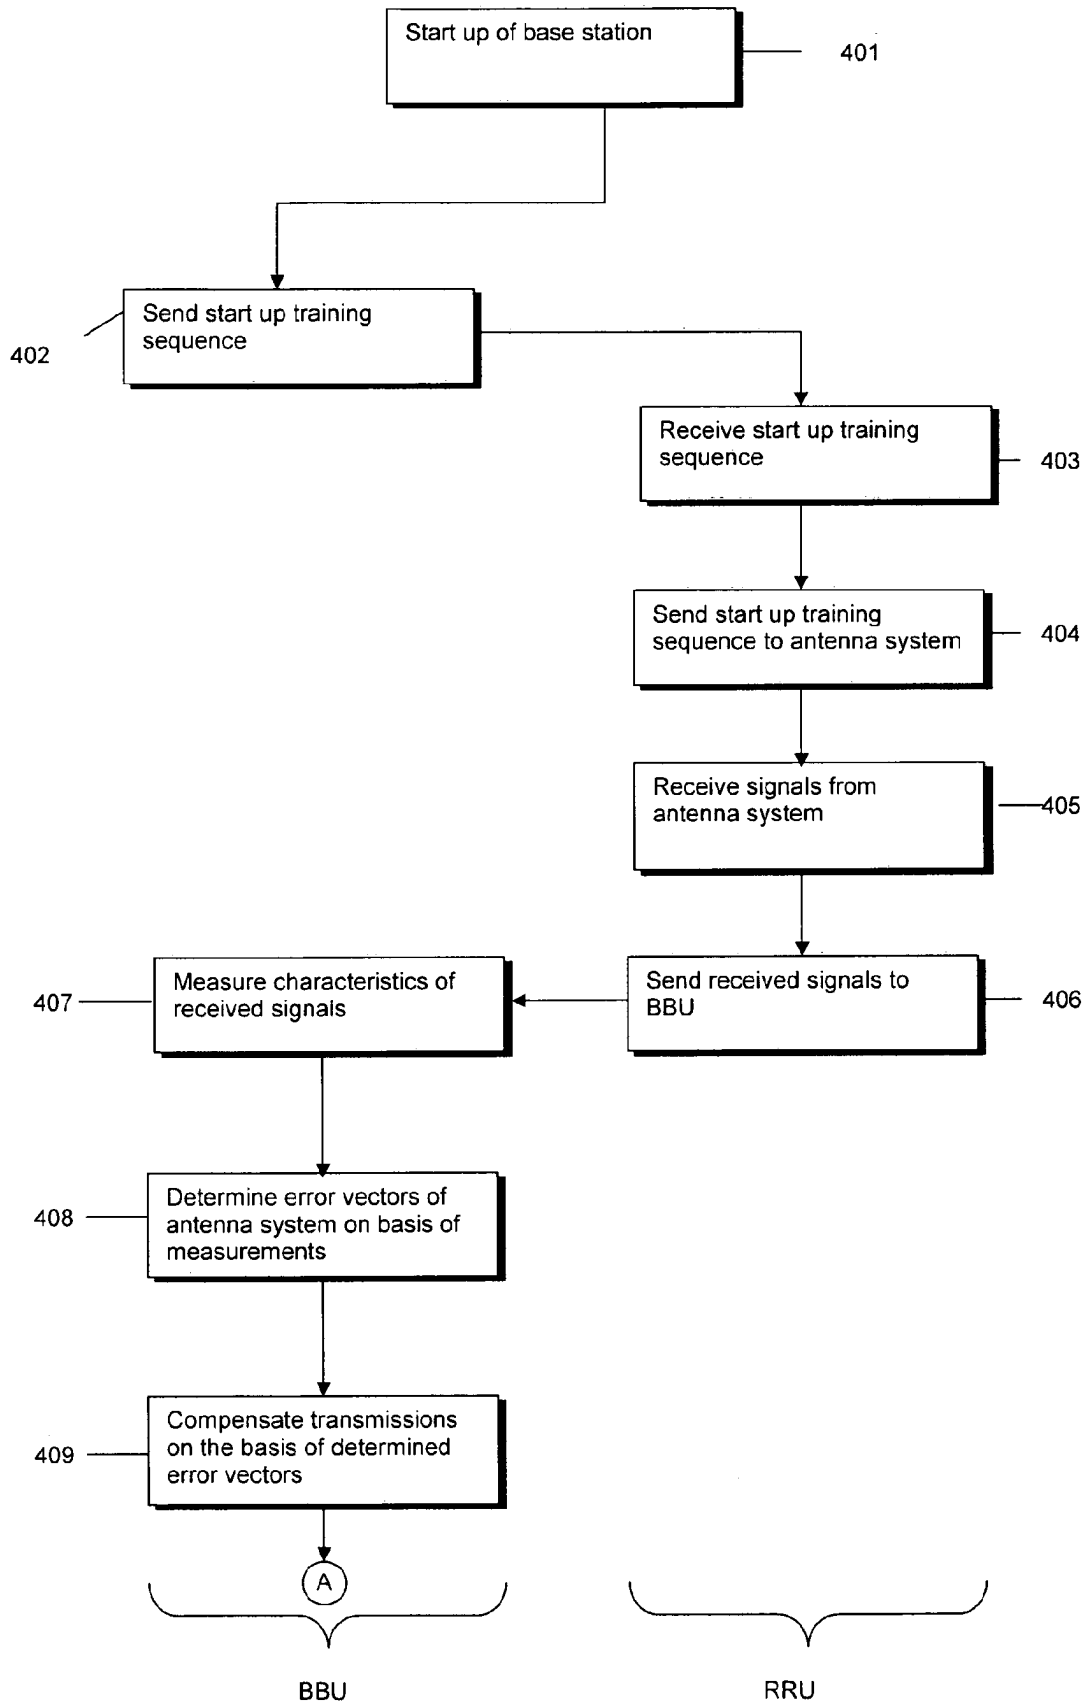 Start up of base station
401
Send start up training
sequence
402
Receive start up training
sequence
403
Send start up training
sequence to antenna system
404
Receive signals from
antenna system
405
Send received signals to
BBU
406
Measure characteristics of
received signals
407
Determine error vectors of
antenna system on basis of
measurements
408
Compensate transmissions
on the basis of determined
error vectors
409
A
BBU
RRU